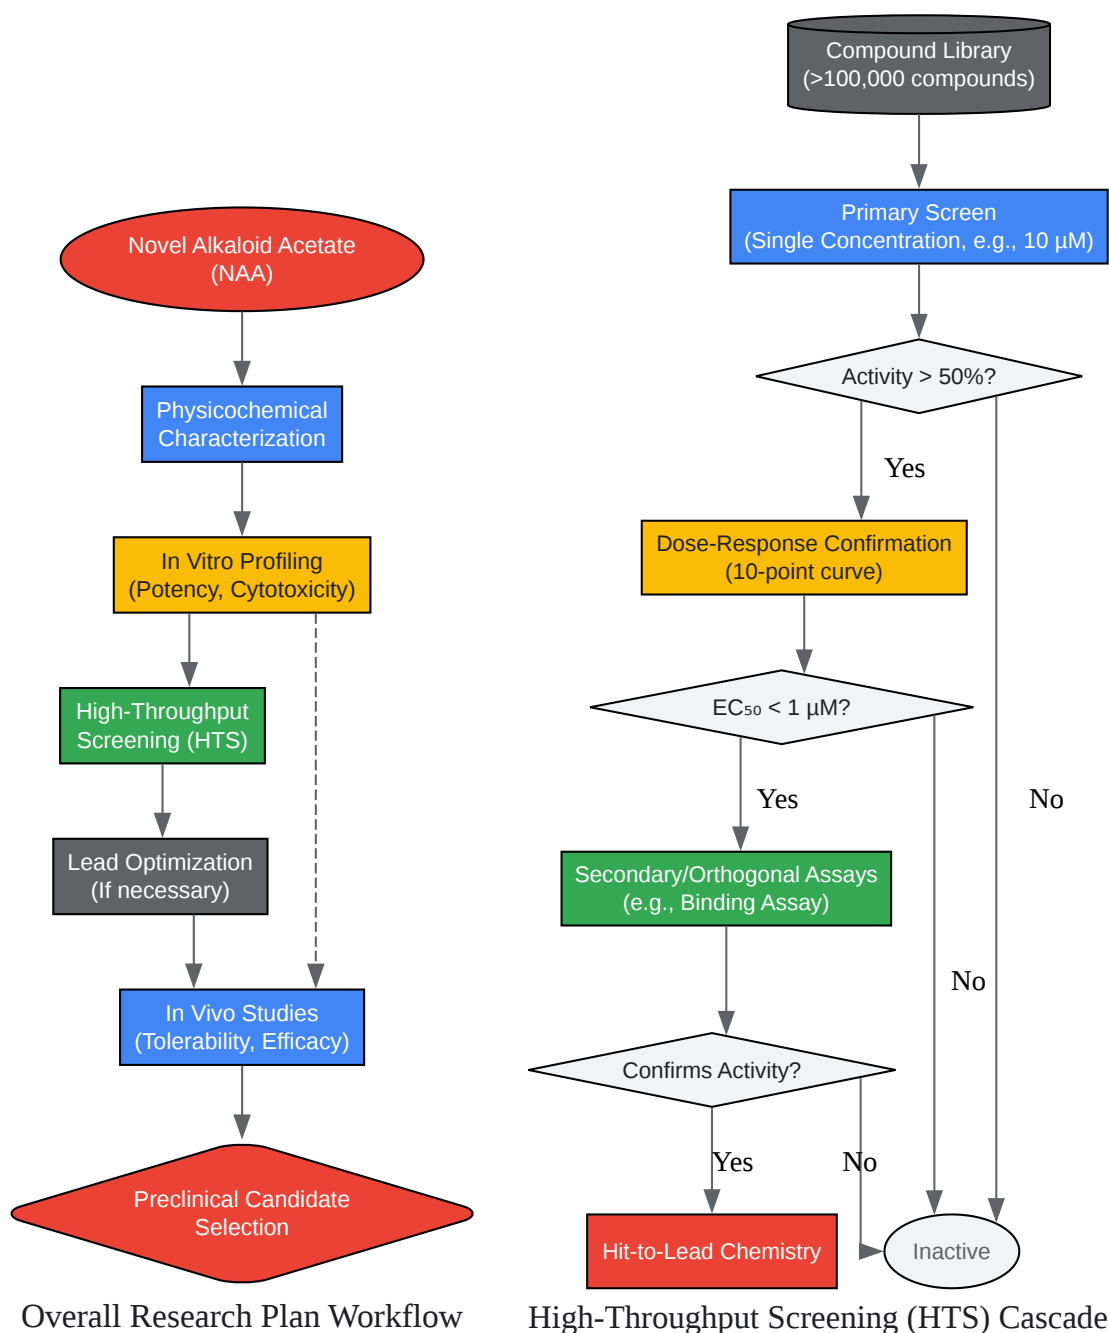 Novel Alkaloid Acetate
(NAA)
Physicochemical
Characterization
In Vitro Profiling
(Potency, Cytotoxicity)
High-Throughput
Screening (HTS)
Lead Optimization
(If necessary)
In Vivo Studies
(Tolerability, Efficacy)
Preclinical Candidate
Selection
Overall Research Plan Workflow
Compound Library
(>100,000 compounds)
Primary Screen
(Single Concentration, e.g., 10 µM)
Activity > 50%?
Yes
Dose-Response Confirmation
(10-point curve)
EC₅₀ < 1 µM?
Yes
No
Secondary/Orthogonal Assays
(e.g., Binding Assay)
No
Confirms Activity?
Yes
No
Hit-to-Lead Chemistry
Inactive
High-Throughput Screening (HTS) Cascade